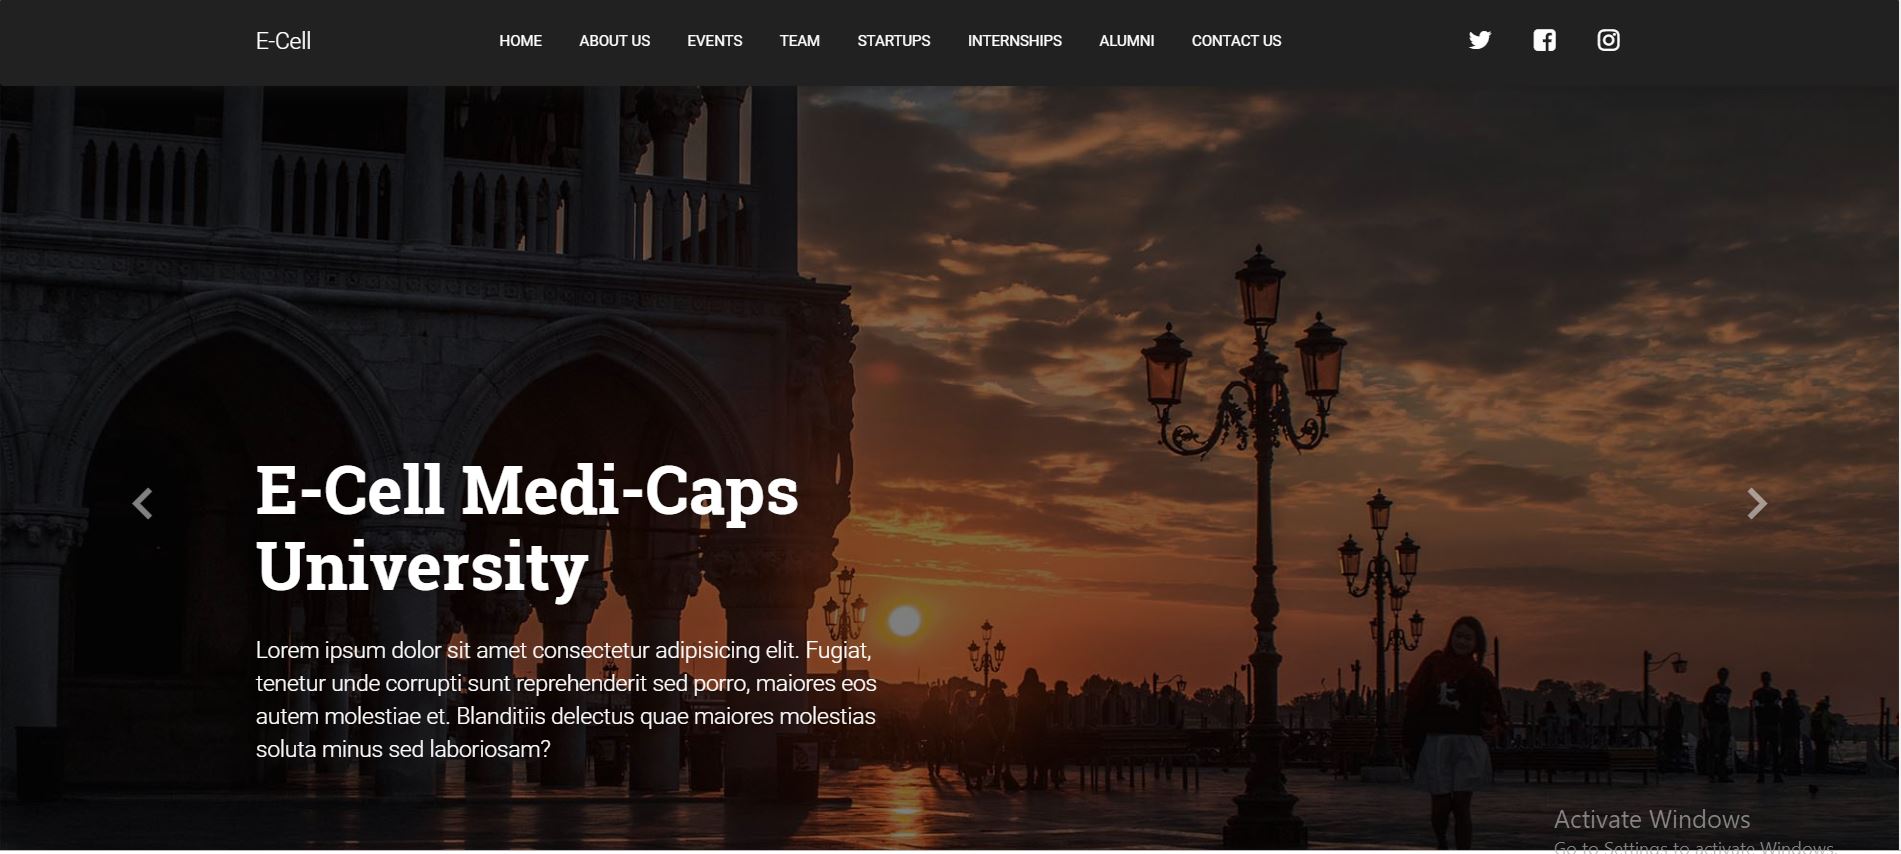 E-Cell
HOME ABOUT US EVENTS TEAM STARTUPS INTERNSHIPS ALUMNI CONTACT US
E-Cell Medi-Caps
University
Lorem ipsum dolor sit amet consectetur adipisicing elit. Fugiat,
tenetur unde corrupti sunt reprehenderit sed porro, maiores eos
autem molestiae et. Blanditiis delectus quae maiores molestias
soluta minus sed laboriosam?
Activate Windows
Go to Settings to activate Windows.